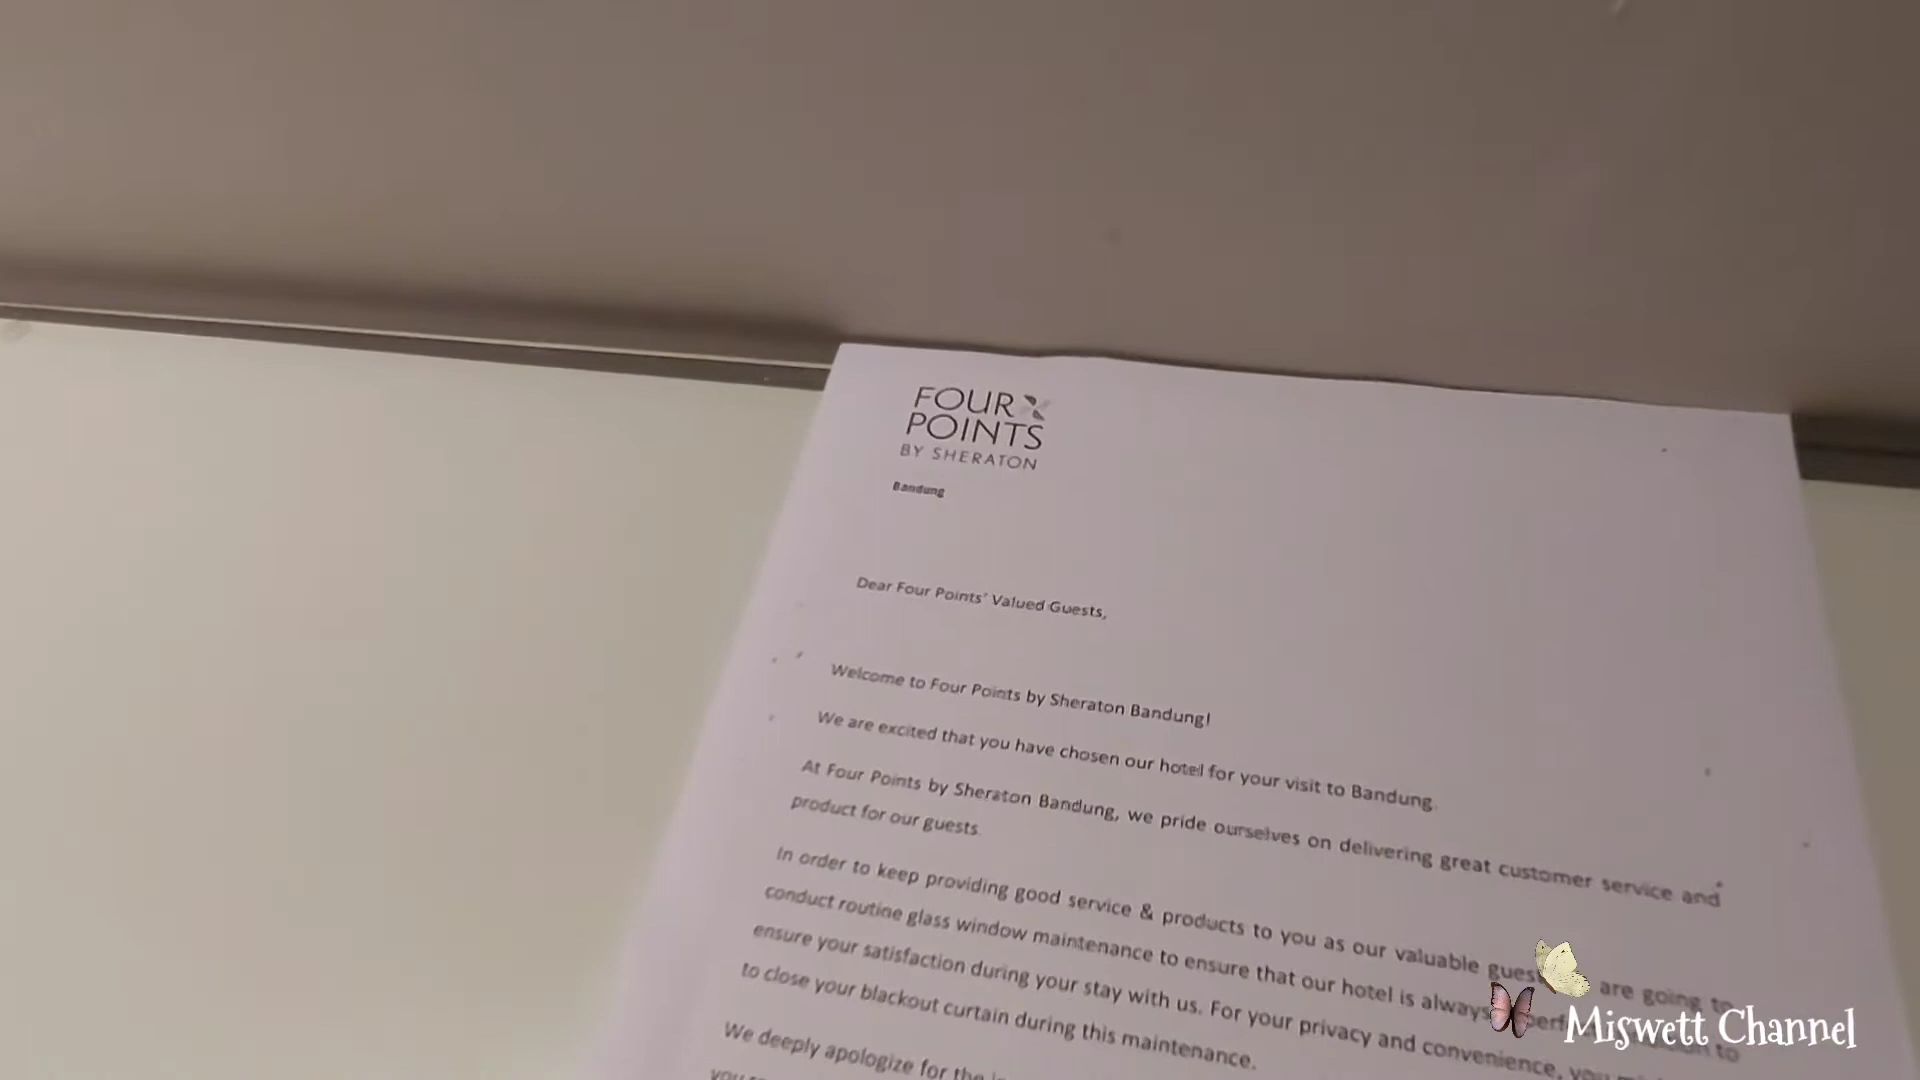 FOUR
POINTS
BY SHERATON
Bandung
Dear Four Points' Valued Guests,
Welcome to Four Points by Sheraton Bandung!
We are excited that you have chosen our hotel for your visit to Bandung.
At Four Points by Sheraton Bandung, we pride ourselves on delivering great customer service and
product for our guests.
In order to keep providing good service & products to you as our valuable are going to
conduct routine glass window maintenance to ensure that our hotel is always to
ensure your satisfaction during your stay with us. For your privacy and convenience, you
to close your blackout curtain during this maintenance.
We deeply apologize for the
Miswett Channel